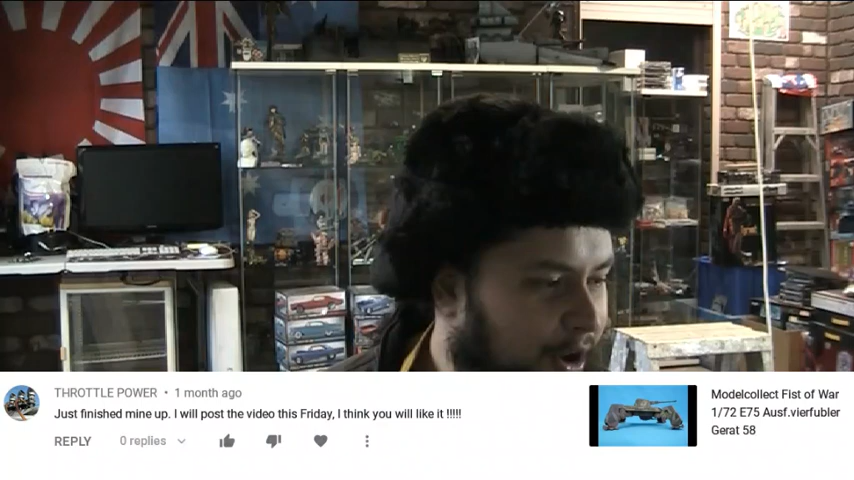 THROTTLE POWER • 1 month ago
Just finished mine up. I will post the video this Friday, I think you will like it !!!!!
REPLY 0 replies
Modelcollect Fist of War
1/72 E75 Ausf.vierfubler
Gerat 58